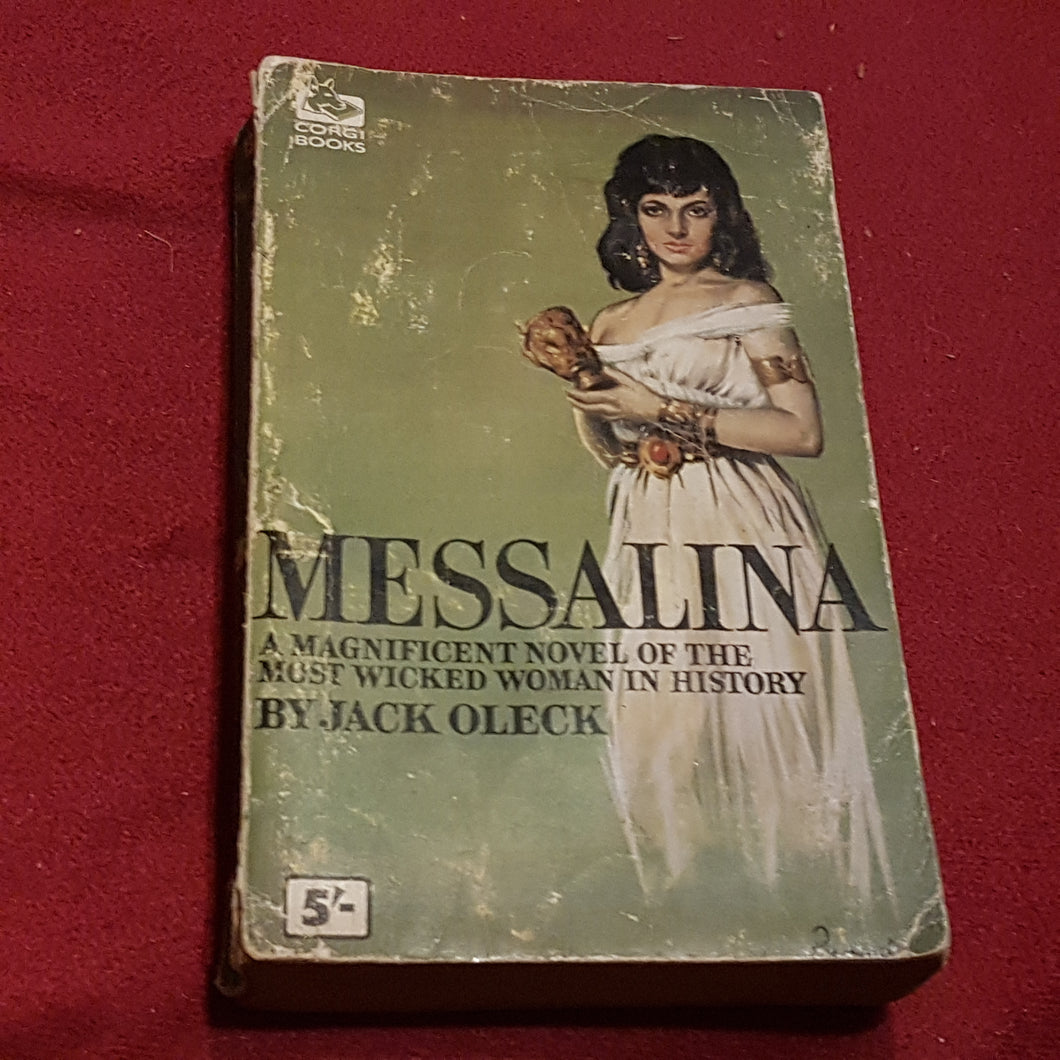 CORGI
BOOKS
MESSALINA
A MAGNIFICENT NOVEL OF THE
MOST WICKED WOMAN IN HISTORY
BY JACK OLECK
5/-